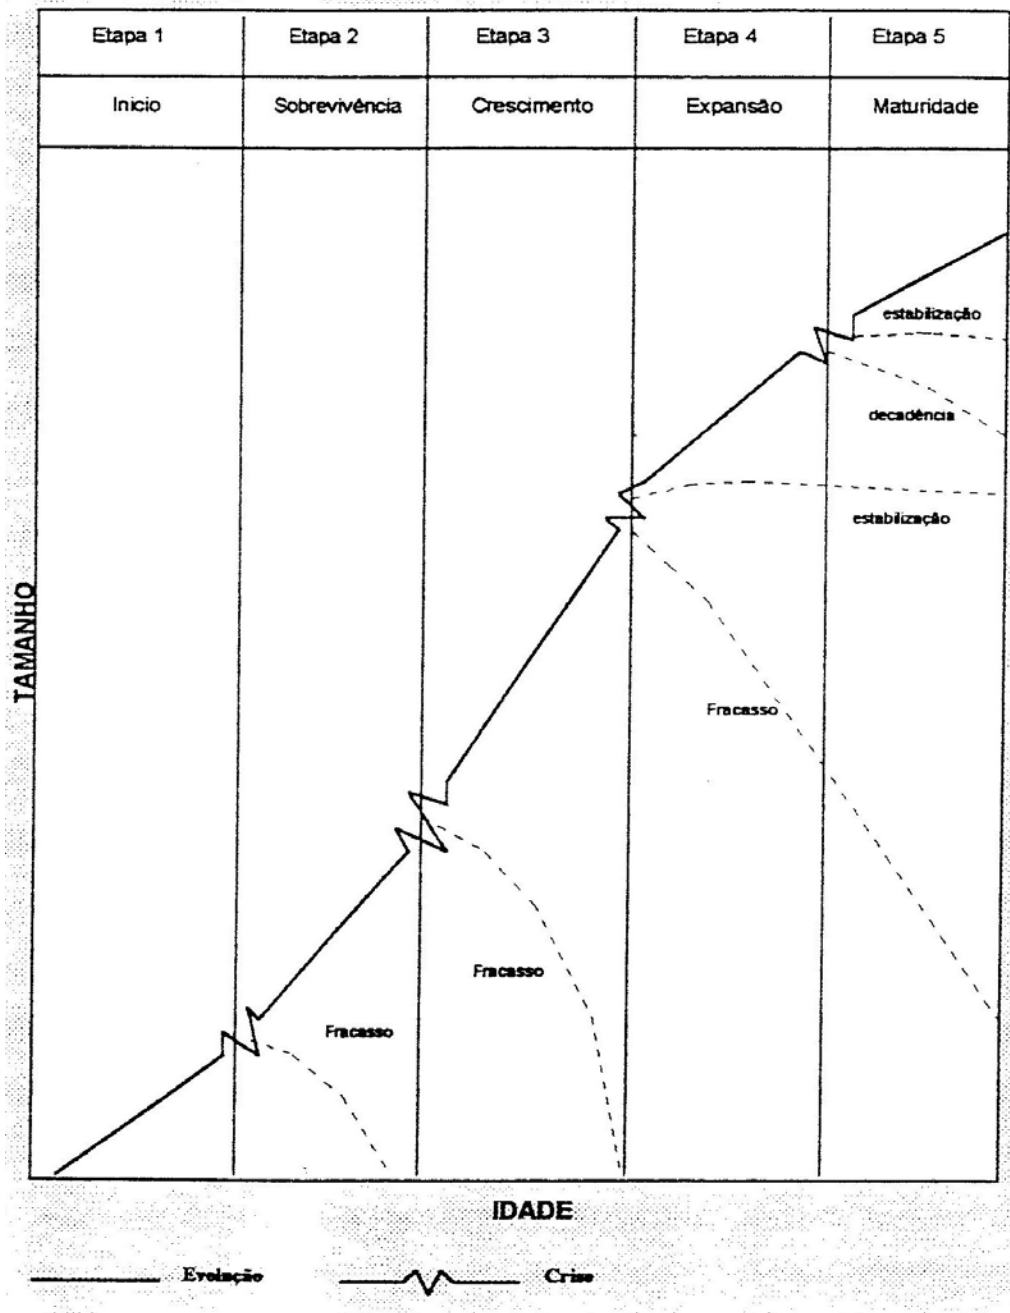 Etapa 1 Etapa 2 Etapa 3 Etapa 4 Etapa 5
Inicio Sobrevivência Crescimento Expansão Maturidade
estabilização
decadência
estabilização
TAMANHO
Fracasso
Fracasso
Fracasso
IDADE
Evolação Crise